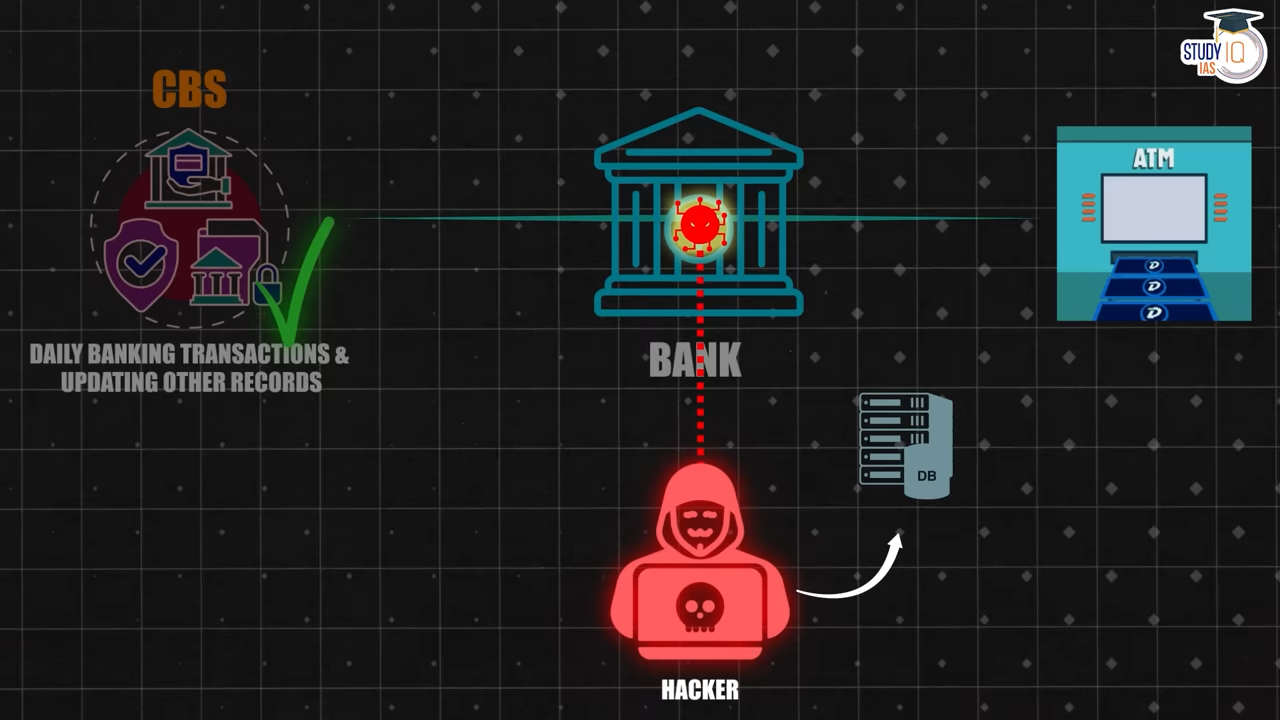 STUDY IQ
IAS
CBS
ATM
DAILY BANKING TRANSACTIONS &
UPDATING OTHER RECORDS
BANK
DB
HACKER